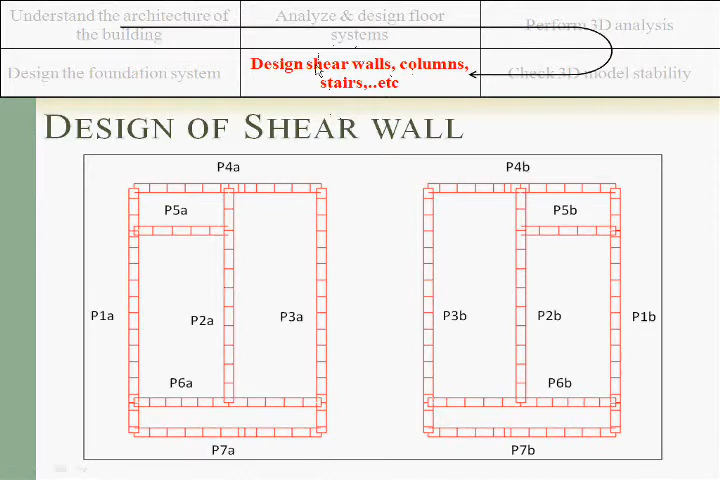 Understand the architecture of
the building
Analyze & design floor
systems
Perform 3D analysis
Design the foundation system
Design shear walls, columns,
stairs,..etc
Check 3D model stability
DESIGN OF SHEAR WALL
P4a
P4b
P5a
P5b
P1a
P2a
P3a
P3b
P2b
P1b
P6a
P6b
P7a
P7b